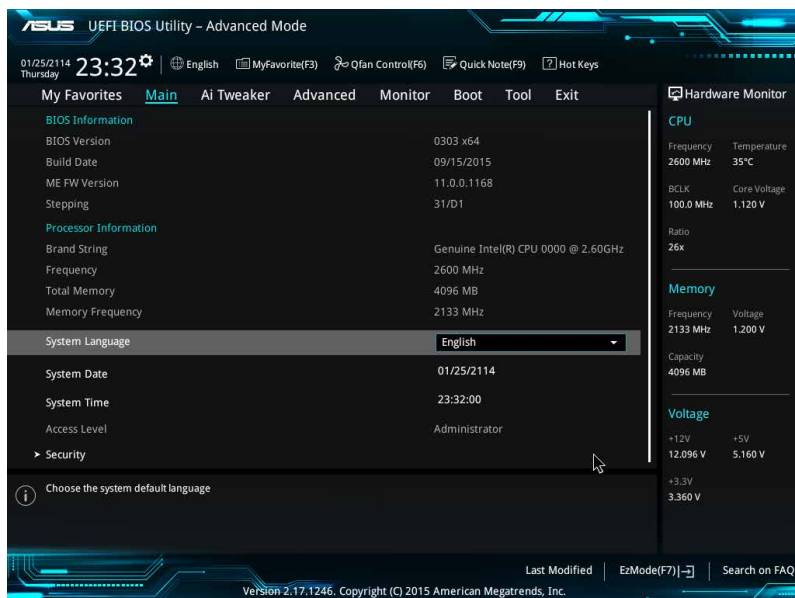 ASUS UEFI BIOS Utility – Advanced Mode
01/25/2114
Thursday
23:32
English
MyFavorite(F3)
Qfan Control(F6)
Quick Note(F9)
? Hot Keys
My Favorites Main Ai Tweaker Advanced Monitor Boot Tool Exit
BIOS Information
BIOS Version 0303 x64
Build Date 09/15/2015
ME FW Version 11.0.0.1168
Stepping 31/D1
Processor Information
Brand String Genuine Intel(R) CPU 0000 @ 2.60GHz
Frequency 2600 MHz
Total Memory 4096 MB
Memory Frequency 2133 MHz
System Language English
System Date 01/25/2114
System Time 23:32:00
Access Level Administrator
> Security
i Choose the system default language
Hardware Monitor
CPU
Frequency Temperature
2600 MHz 35°C
BCLK Core Voltage
100.0 MHz 1.120 V
Ratio
26x
Memory
Frequency Voltage
2133 MHz 1.200 V
Capacity
4096 MB
Voltage
+12V +5V
12.096 V 5.160 V
+3.3V
3.360 V
Last Modified
EzMode(F7)
Search on FAQ
Version 2.17.1246. Copyright (C) 2015 American Megatrends, Inc.